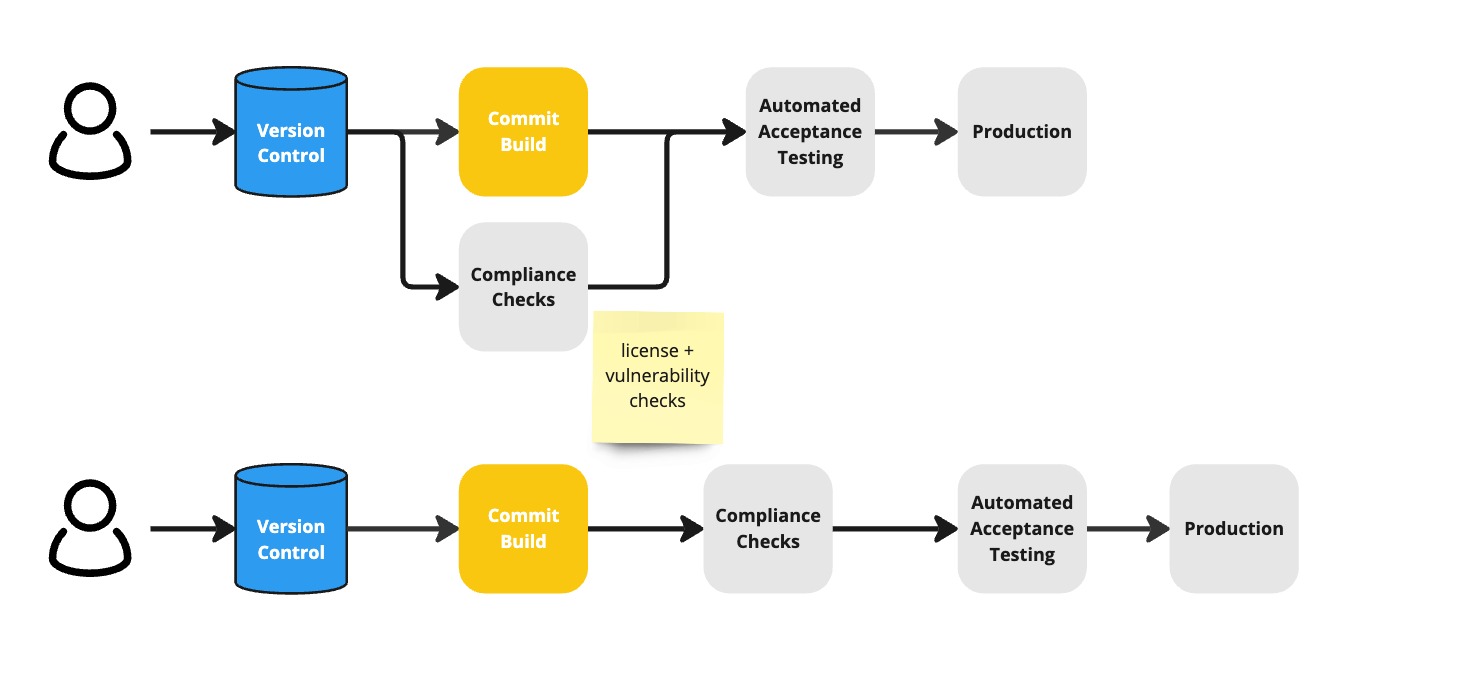 Version
Control
Commit
Build
Automated
Acceptance
Testing
Production
Compliance
Checks
license +
vulnerability
checks
Version
Control
Commit
Build
Compliance
Checks
Automated
Acceptance
Testing
Production